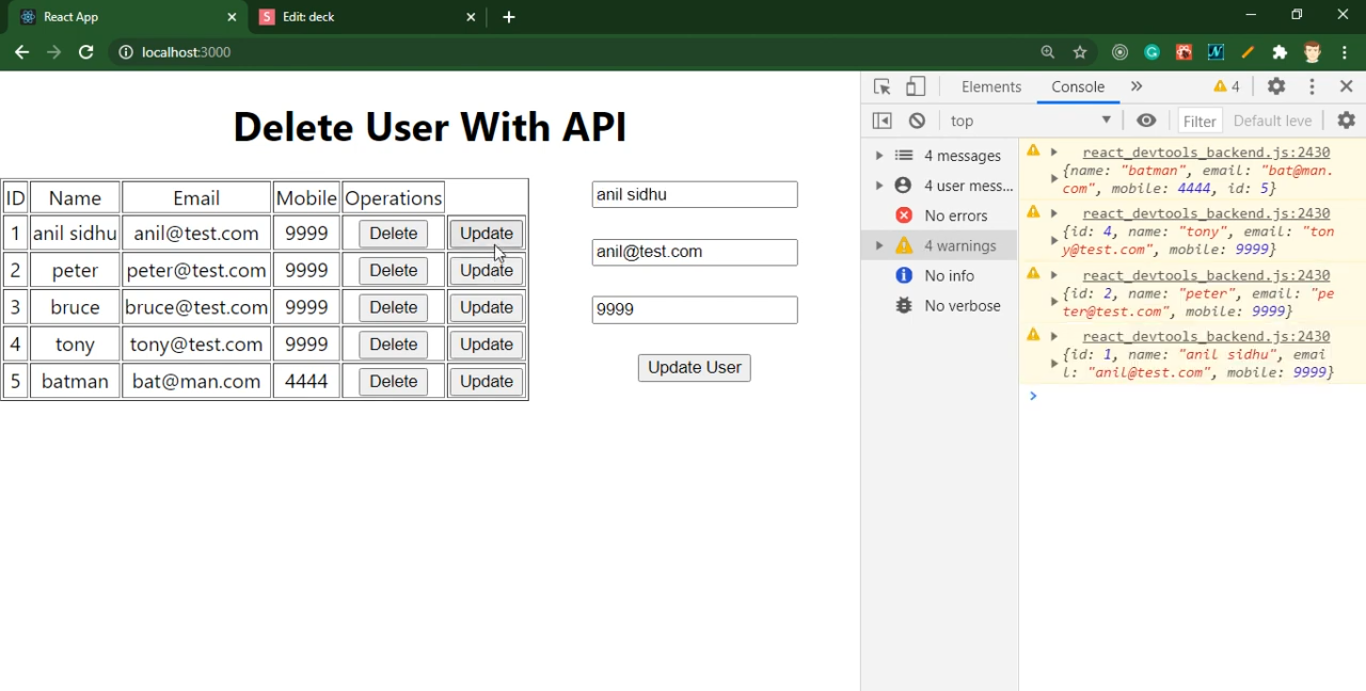 React App
Edit: deck
localhost:3000
Elements
Console
4
top
Filter
Default leve
Delete User With API
ID Name Email Mobile Operations
1 anil sidhu anil@test.com 9999 Delete Update
2 peter peter@test.com 9999 Delete Update
3 bruce bruce@test.com 9999 Delete Update
4 tony tony@test.com 9999 Delete Update
5 batman bat@man.com 4444 Delete Update
anil sidhu
anil@test.com
9999
Update User
4 messages
4 user mess...
No errors
4 warnings
No info
No verbose
react_devtools_backend.js:2430
{name: "batman", email: "bat@man.
com", mobile: 4444, id: 5}
react_devtools_backend.js:2430
{id: 4, name: "tony", email: "ton
y@test.com", mobile: 9999}
react_devtools_backend.js:2430
{id: 2, name: "peter", email: "pe
ter@test.com", mobile: 9999}
react_devtools_backend.js:2430
{id: 1, name: "anil sidhu", emai
l: "anil@test.com", mobile: 9999}